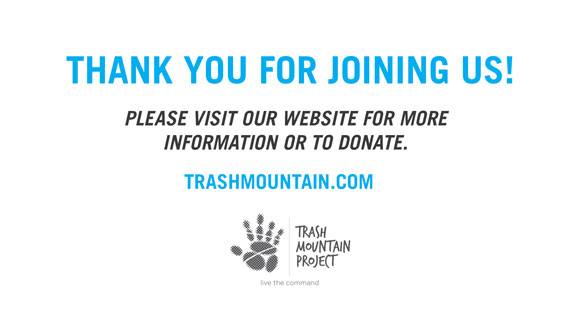 THANK YOU FOR JOINING US!
PLEASE VISIT OUR WEBSITE FOR MORE
INFORMATION OR TO DONATE.
TRASHMOUNTAIN.COM
TRASH
MOUNTAIN
PROJECT
live the command